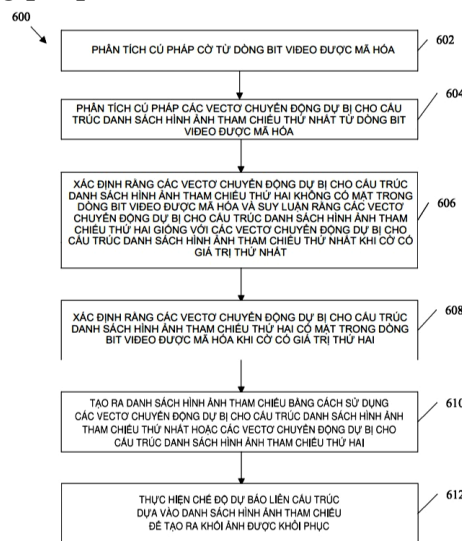 600
PHÂN TÍCH CÚ PHÁP CỜ TỪ DÒNG BIT VIĐEO ĐƯỢC MÃ HÓA
602
PHÂN TÍCH CÚ PHÁP CÁC VECTƠ CHUYỂN ĐỘNG DỰ BỊ CHO CẤU
TRÚC DANH SÁCH HÌNH ẢNH THAM CHIẾU THỨ NHẤT TỪ DÒNG BIT
VIĐEO ĐƯỢC MÃ HÓA
604
XÁC ĐỊNH RẰNG CÁC VECTƠ CHUYỂN ĐỘNG DỰ BỊ CHO CẤU TRÚC
DANH SÁCH HÌNH ẢNH THAM CHIẾU THỨ HAI KHÔNG CÓ MẶT TRONG
DÒNG BIT VIĐEO ĐƯỢC MÃ HÓA VÀ SUY LUẬN RẰNG CÁC VECTƠ
CHUYỂN ĐỘNG DỰ BỊ CHO CẤU TRÚC DANH SÁCH HÌNH ẢNH THAM
CHIẾU THỨ HAI GIỐNG VỚI CÁC VECTƠ CHUYỂN ĐỘNG DỰ BỊ CHO
CẤU TRÚC DANH SÁCH HÌNH ẢNH THAM CHIẾU THỨ NHẤT KHI CỜ CÓ
GIÁ TRỊ THỨ NHẤT
606
XÁC ĐỊNH RẰNG CÁC VECTƠ CHUYỂN ĐỘNG DỰ BỊ CHO CẤU TRÚC
DANH SÁCH HÌNH ẢNH THAM CHIẾU THỨ HAI CÓ MẶT TRONG DÒNG
BIT VIĐEO ĐƯỢC MÃ HÓA KHI CỜ CÓ GIÁ TRỊ THỨ HAI
608
TẠO RA DANH SÁCH HÌNH ẢNH THAM CHIẾU BẰNG CÁCH SỬ DỤNG
CÁC VECTƠ CHUYỂN ĐỘNG DỰ BỊ CHO CẤU TRÚC DANH SÁCH HÌNH ẢNH
THAM CHIẾU THỨ NHẤT HOẶC CÁC VECTƠ CHUYỂN ĐỘNG DỰ BỊ CHO
CẤU TRÚC DANH SÁCH HÌNH ẢNH THAM CHIẾU THỨ HAI
610
THỰC HIỆN CHẾ ĐỘ DỰ BÁO LIÊN CẤU TRÚC
DỰA VÀO DANH SÁCH HÌNH ẢNH THAM CHIẾU
ĐỂ TẠO RA KHỐI ẢNH ĐƯỢC KHÔI PHỤC
612